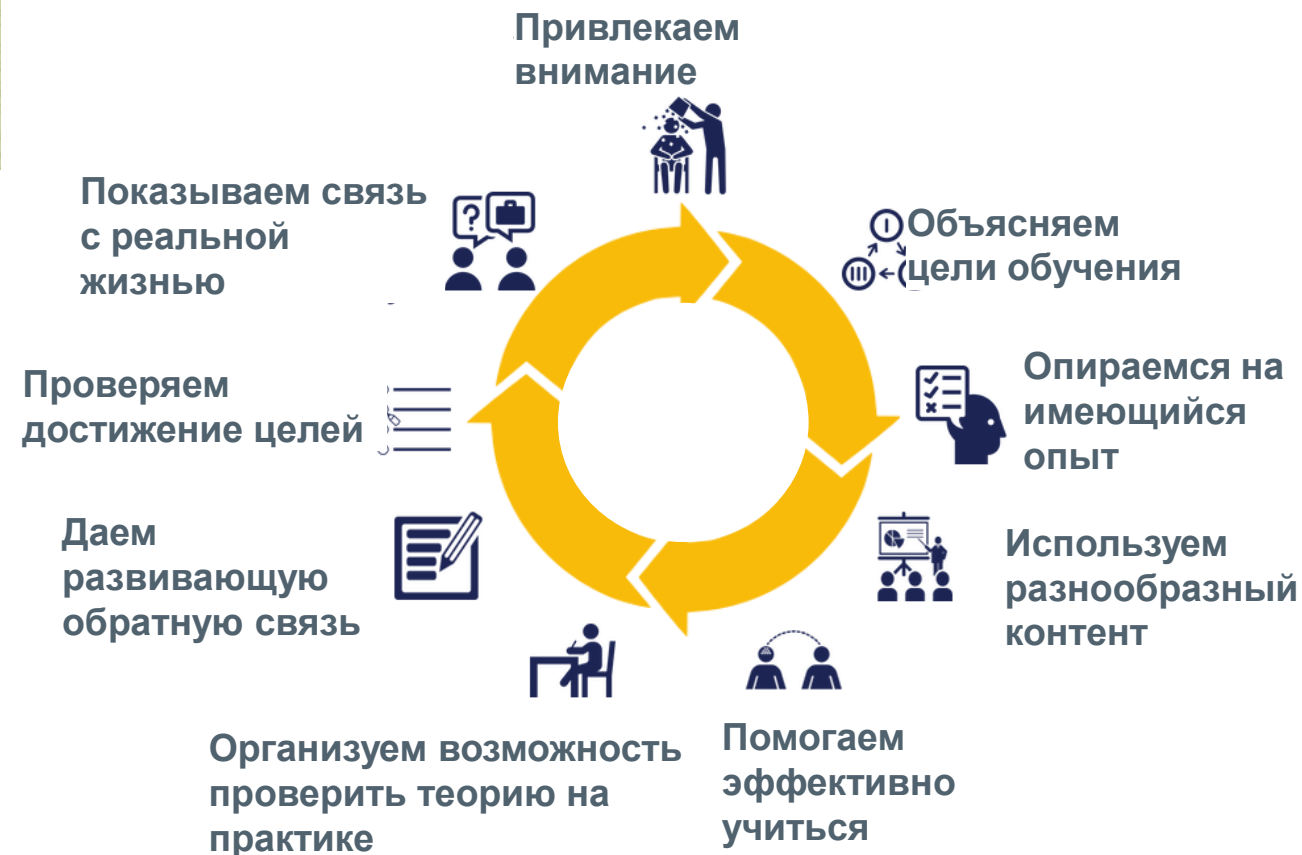 Привлекаем
внимание
Объясняем
цели обучения
Опираемся на
имеющийся
опыт
Используем
разнообразный
контент
Помогаем
эффективно
учиться
Организуем возможность
проверить теорию на
практике
Даем
развивающую
обратную связь
Проверяем
достижение целей
Показываем связь
с реальной
жизнью